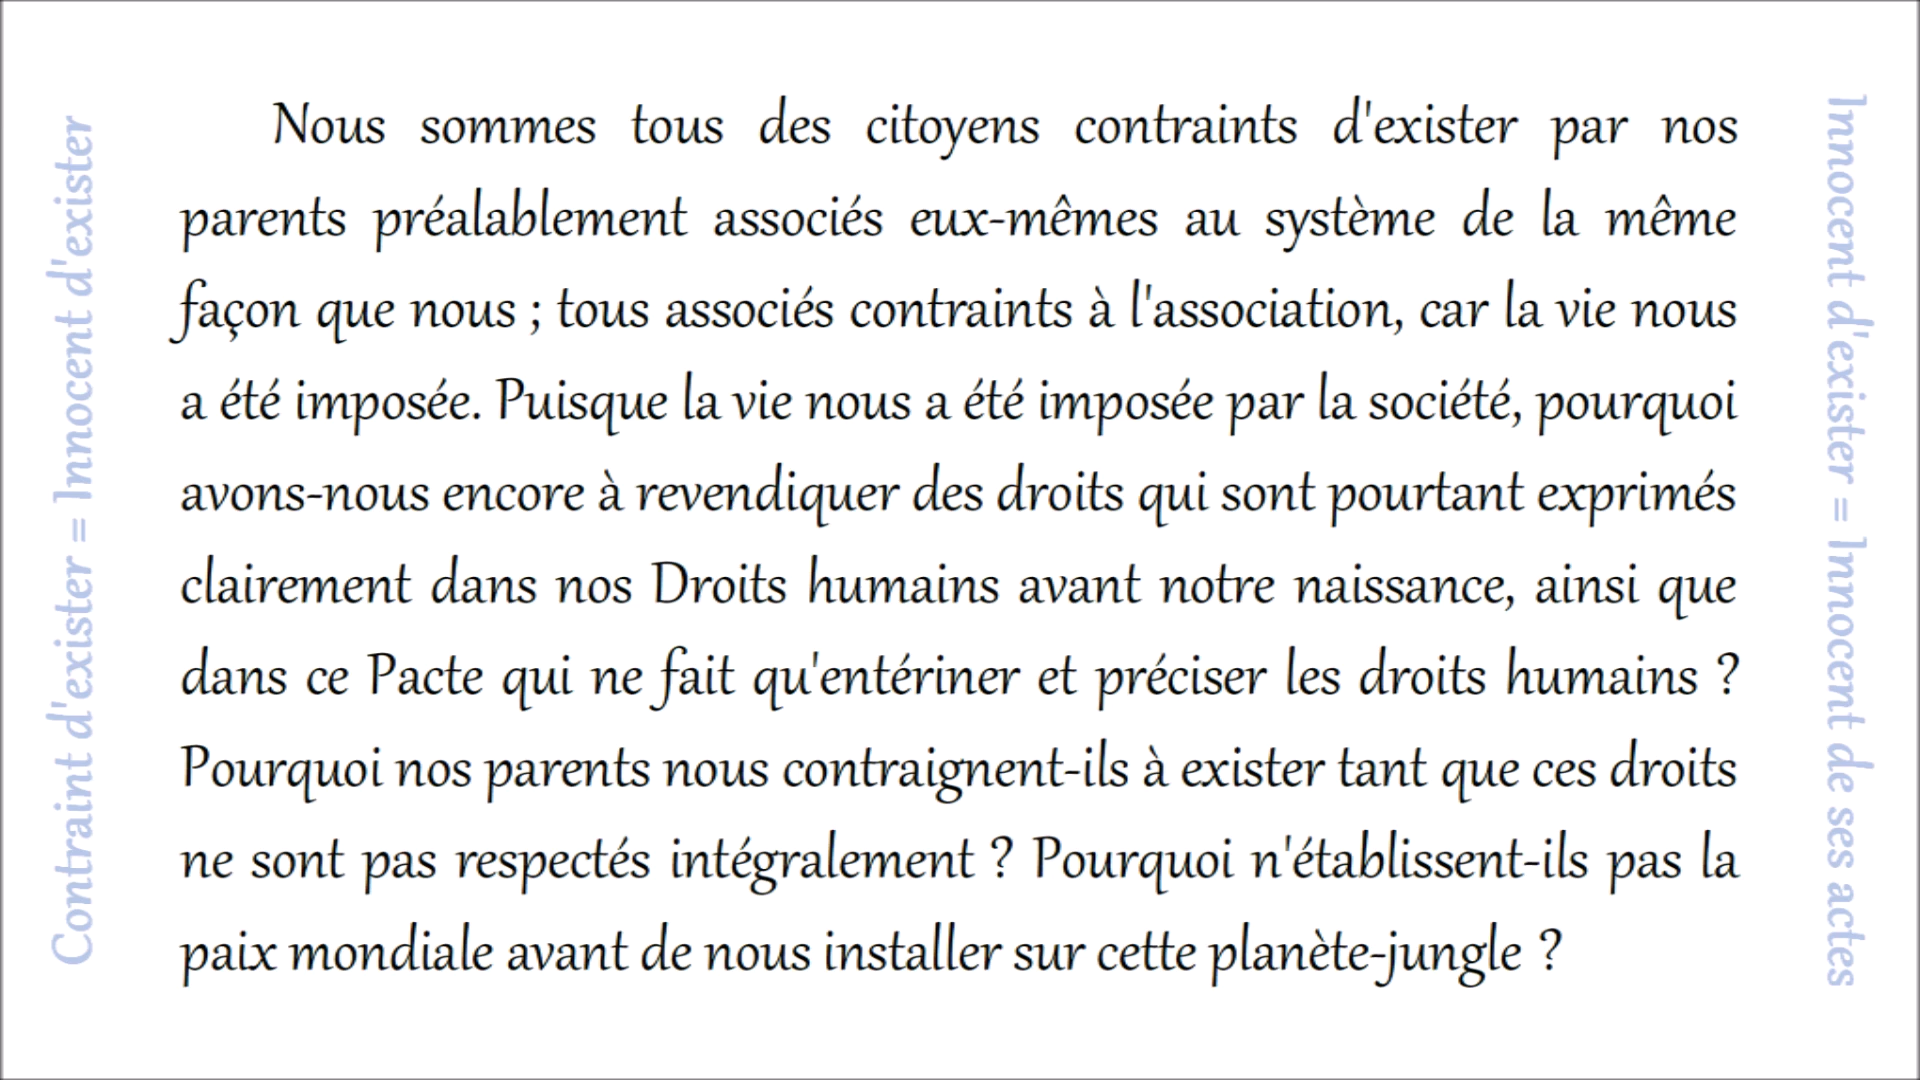 Contraint d'exister = Innocent d'exister
Nous sommes tous des citoyens contraints d'exister par nos
parents préalablement associés eux-mêmes au système de la même
façon que nous ; tous associés contraints à l'association, car la vie nous
a été imposée. Puisque la vie nous a été imposée par la société, pourquoi
avons-nous encore à revendiquer des droits qui sont pourtant exprimés
clairement dans nos Droits humains avant notre naissance, ainsi que
dans ce Pacte qui ne fait qu'entériner et préciser les droits humains ?
Pourquoi nos parents nous contraignent-ils à exister tant que ces droits
ne sont pas respectés intégralement ? Pourquoi n'établissent-ils pas la
paix mondiale avant de nous installer sur cette planète-jungle ?
Innocent d'exister = Innocent de ses actes